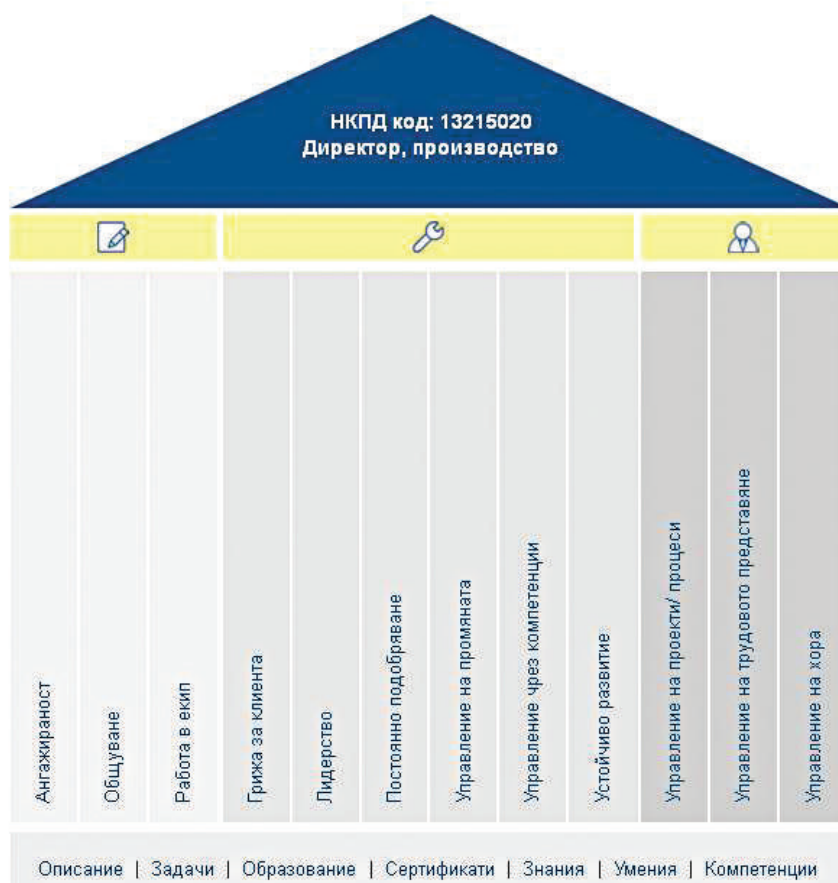 НКПД код: 13215020
Директор, производство
Ангажираност
Общуване
Работа в екип
Грижа за клиента
Лидерство
Постоянно подобряване
Управление на промяната
Управление чрез компетенции
Устойчиво развитие
Управление на проекти/ процеси
Управление на трудовото представяне
Управление на хора
Описание | Задачи | Образование | Сертификати | Знания | Умения | Компетенции